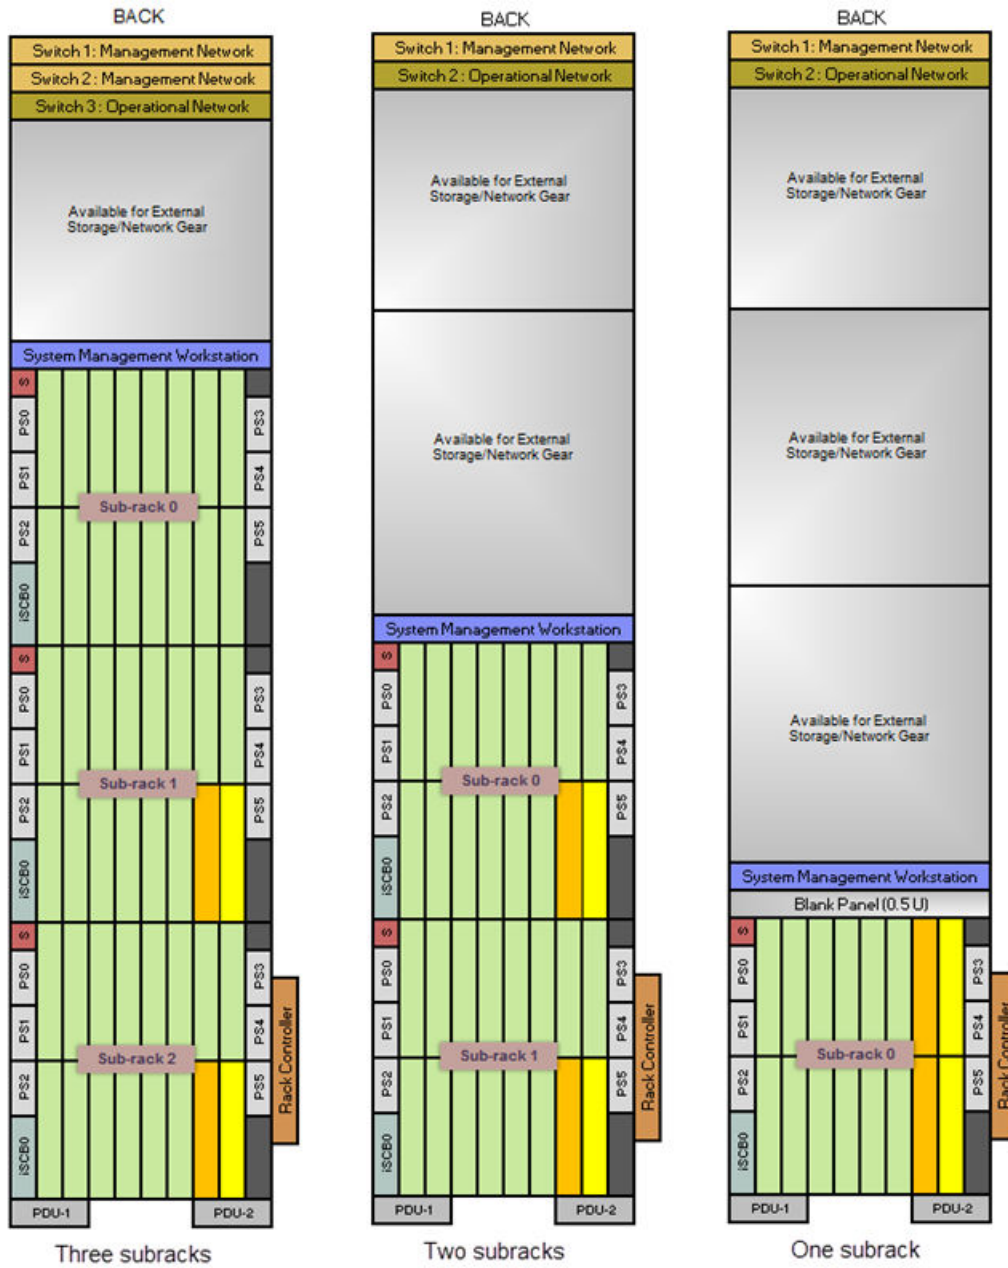 BACK
Switch 1: Management Network
Switch 2: Management Network
Switch 3: Operational Network
Available for External
Storage/Network Gear
System Management Workstation
S
PS0
PS1
PS2
iSCB0
PS3
PS4
PS5
Sub-rack 0
S
PS0
PS1
PS2
iSCB0
PS3
PS4
PS5
Sub-rack 1
S
PS0
PS1
PS2
iSCB0
PS3
PS4
PS5
Sub-rack 2
Rack Controller
PDU-1
PDU-2
Three subracks
BACK
Switch 1: Management Network
Switch 2: Operational Network
Available for External
Storage/Network Gear
Available for External
Storage/Network Gear
System Management Workstation
S
PS0
PS1
PS2
iSCB0
PS3
PS4
PS5
Sub-rack 0
S
PS0
PS1
PS2
iSCB0
PS3
PS4
PS5
Sub-rack 1
Rack Controller
PDU-1
PDU-2
Two subracks
BACK
Switch 1: Management Network
Switch 2: Operational Network
Available for External
Storage/Network Gear
Available for External
Storage/Network Gear
Available for External
Storage/Network Gear
System Management Workstation
Blank Panel (0.5 U)
S
PS0
PS1
PS2
iSCB0
PS3
PS4
PS5
Sub-rack 0
Rack Controller
PDU-1
PDU-2
One subrack